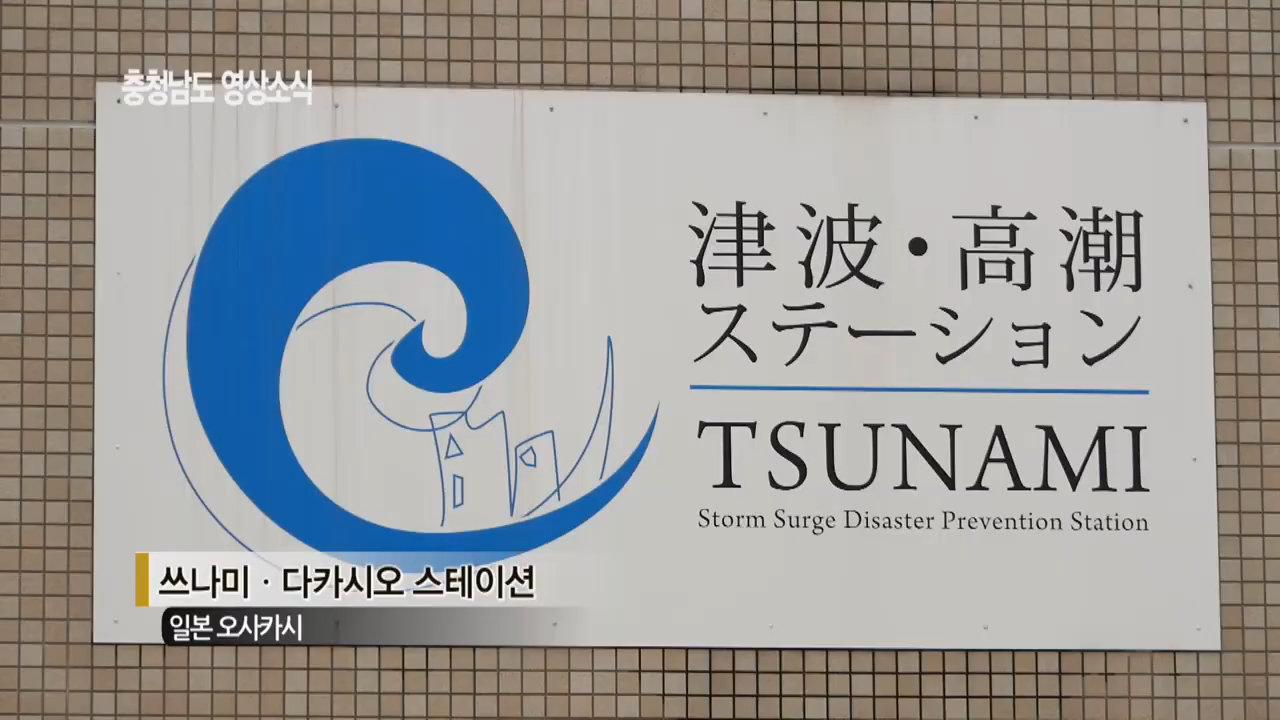 충청남도 영상소식
津波・高潮
ステーション
TSUNAMI
Storm Surge Disaster Prevention Station
쓰나미·다카시오 스테이션
일본 오사카시